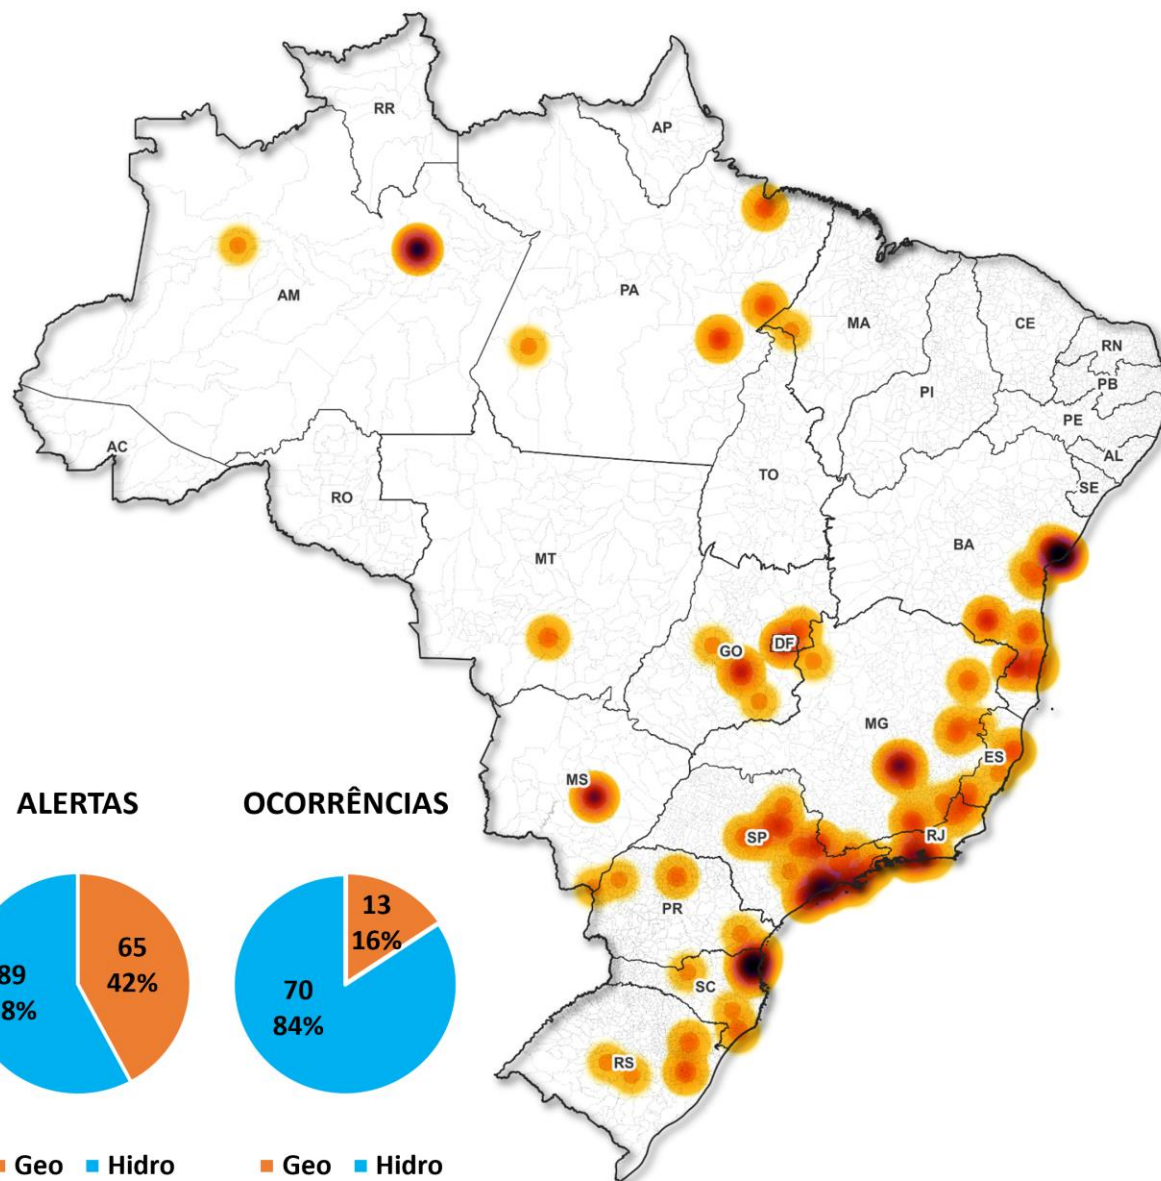 RR
AP
AM
PA
MA
CE
RN
PB
PI
PE
AC
AL
TO
SE
RO
BA
MT
DF
GO
MG
ES
MS
ALERTAS
OCORRÊNCIAS
SP
RJ
13
16%
PR
65
42%
89
8%
70
84%
SC
RS
Geo Hidro
Geo Hidro